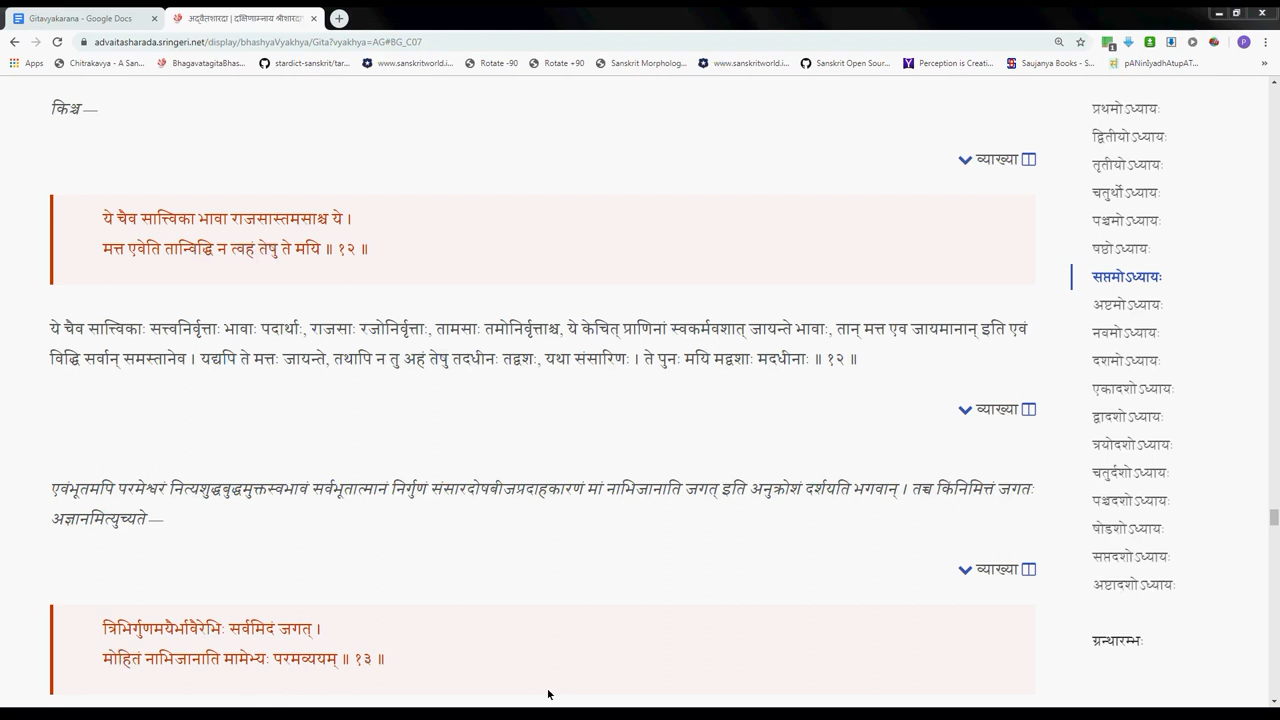 Gitavyakarana - Google Docs
अद्वैतशारदा | दक्षिणाम्नाय श्रीशारदा
advaitasharada.sringeri.net/display/bhashyaVyakhya/Gita?vyakhya=AG#BG_C07
Apps
Chitrakavya - A San...
BhagavatagitaBhas...
stardict-sanskrit/tar...
www.sanskritworld.i...
Rotate -90
Rotate +90
Sanskrit Morpholog...
www.sanskritworld.i...
Sanskrit Open Sour...
Perception is Creati...
Saujanya Books - S...
pANinIyadhAtupAT...
किञ्च —
व्याख्या
ये चैव सात्त्विका भावा राजसास्तमसाश्च ये ।
मत्त एवेति तान्विद्धि न त्वहं तेषु ते मयि ॥ १२ ॥
ये चैव सात्त्विकाः सत्त्वनिर्वृत्ताः भावाः पदार्थाः, राजसाः रजोनिर्वृत्ताः, तामसाः तमोनिर्वृत्ताश्च, ये केचित् प्राणिनां स्वकर्मवशात् जायन्ते भावाः, तान् मत्त एव जायमानान् इति एवं
विद्धि सर्वान् समस्तानेव । यद्यपि ते मत्तः जायन्ते, तथापि न तु अहं तेषु तदधीनः तद्वशः, यथा संसारिणः । ते पुनः मयि मद्वशाः मदधीनाः ॥ १२ ॥
व्याख्या
एवंभूतमपि परमेश्वरं नित्यशुद्धबुद्धमुक्तस्वभावं सर्वभूतात्मानं निर्गुणं संसारदोषबीजप्रदाहकारणं मां नाभिजानाति जगत् इति अनुक्रोशं दर्शयति भगवान् । तच्च किंनिमित्तं जगतः
अज्ञानमित्युच्यते —
व्याख्या
त्रिभिर्गुणमयैर्भावैरेभिः सर्वमिदं जगत् ।
मोहितं नाभिजानाति मामेभ्यः परमव्ययम् ॥ १३ ॥
प्रथमोऽध्यायः
द्वितीयोऽध्यायः
तृतीयोऽध्यायः
चतुर्थोऽध्यायः
पञ्चमोऽध्यायः
षष्ठोऽध्यायः
सप्तमोऽध्यायः
अष्टमोऽध्यायः
नवमोऽध्यायः
दशमोऽध्यायः
एकादशोऽध्यायः
द्वादशोऽध्यायः
त्रयोदशोऽध्यायः
चतुर्दशोऽध्यायः
पञ्चदशोऽध्यायः
षोडशोऽध्यायः
सप्तदशोऽध्यायः
अष्टादशोऽध्यायः
ग्रन्थारम्भः